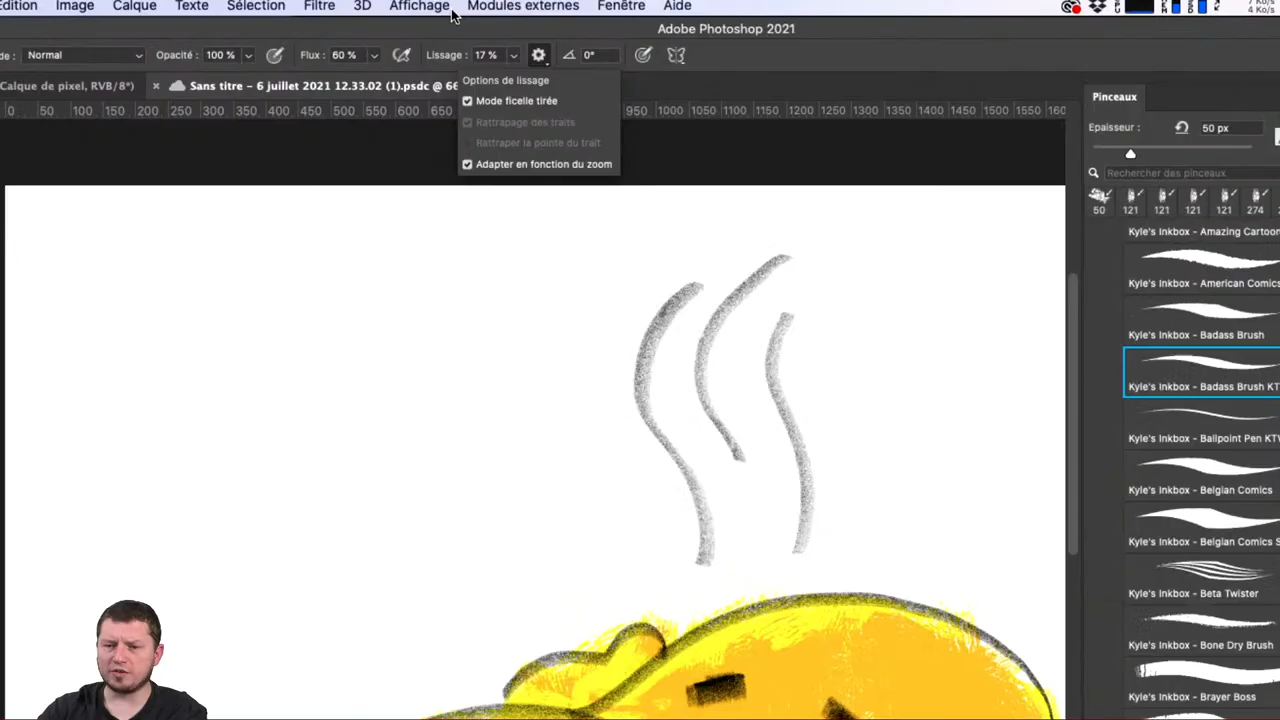 Edition Image Calque Texte Sélection Filtre 3D Affichage Modules externes Fenêtre Aide
4 Ko/s
Adobe Photoshop 2021
de : Normal Opacité : 100 % Flux : 60 % Lissage : 17 % 0°
Calque de pixel, RVB/8*) × Sans titre – 6 juillet 2021 12.33.02 (1).psdc @ 66
Options de lissage
Mode ficelle tirée
Rattrapage des traits
Rattraper la pointe du trait
Adapter en fonction du zoom
0 50 100 150 200 250 300 350 400 450 500 550 600 650 950 1000 1050 1100 1150 1200 1250 1300 1350 1400 1450 1500 1550 160
Pinceaux
Epaisseur : 50 px
Rechercher des pinceaux
50 121 121 121 121 274
Kyle's Inkbox - Amazing Cartoon
Kyle's Inkbox - American Comics
Kyle's Inkbox - Badass Brush
Kyle's Inkbox - Badass Brush KT
Kyle's Inkbox - Ballpoint Pen KTW
Kyle's Inkbox - Belgian Comics
Kyle's Inkbox - Belgian Comics S
Kyle's Inkbox - Beta Twister
Kyle's Inkbox - Bone Dry Brush
Kyle's Inkbox - Brayer Boss